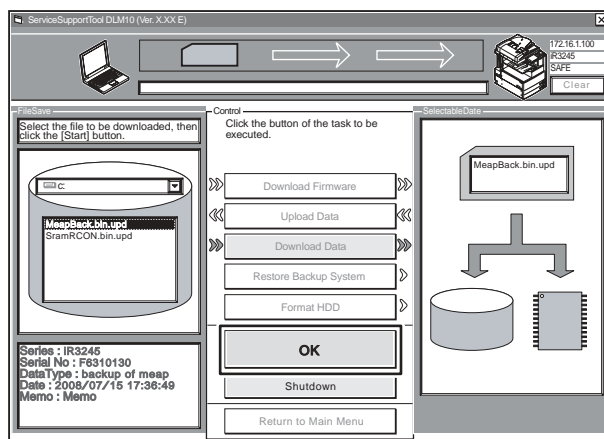 ServiceSupportTool DLM10 (Ver. X.XX E)
172.16.1.100
iR3245
SAFE
Clear
FileSave
Select the file to be downloaded, then
click the [Start] button.
c:
MeapBack.bin.upd
SramRCON.bin.upd
Series : iR3245
Serial No : F6310130
DataType : backup of meap
Date : 2008/07/15 17:36:49
Memo : Memo
Control
Click the button of the task to be
executed.
Download Firmware
Upload Data
Download Data
Restore Backup System
Format HDD
OK
Shutdown
Return to Main Menu
SelectableDate
MeapBack.bin.upd